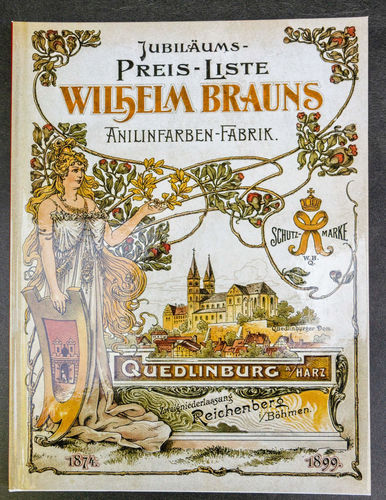 JUBILÄUMS-
PREIS-LISTE
WILHELM BRAUNS
ANILINFARBEN-FABRIK.
SCHUTZ- MARKE
W.B.
Q.
Quedlinburger Dom.
QUEDLINBURG a/HARZ
Zweigniederlassung
Reichenberg
i/Böhmen.
1874. 1899.